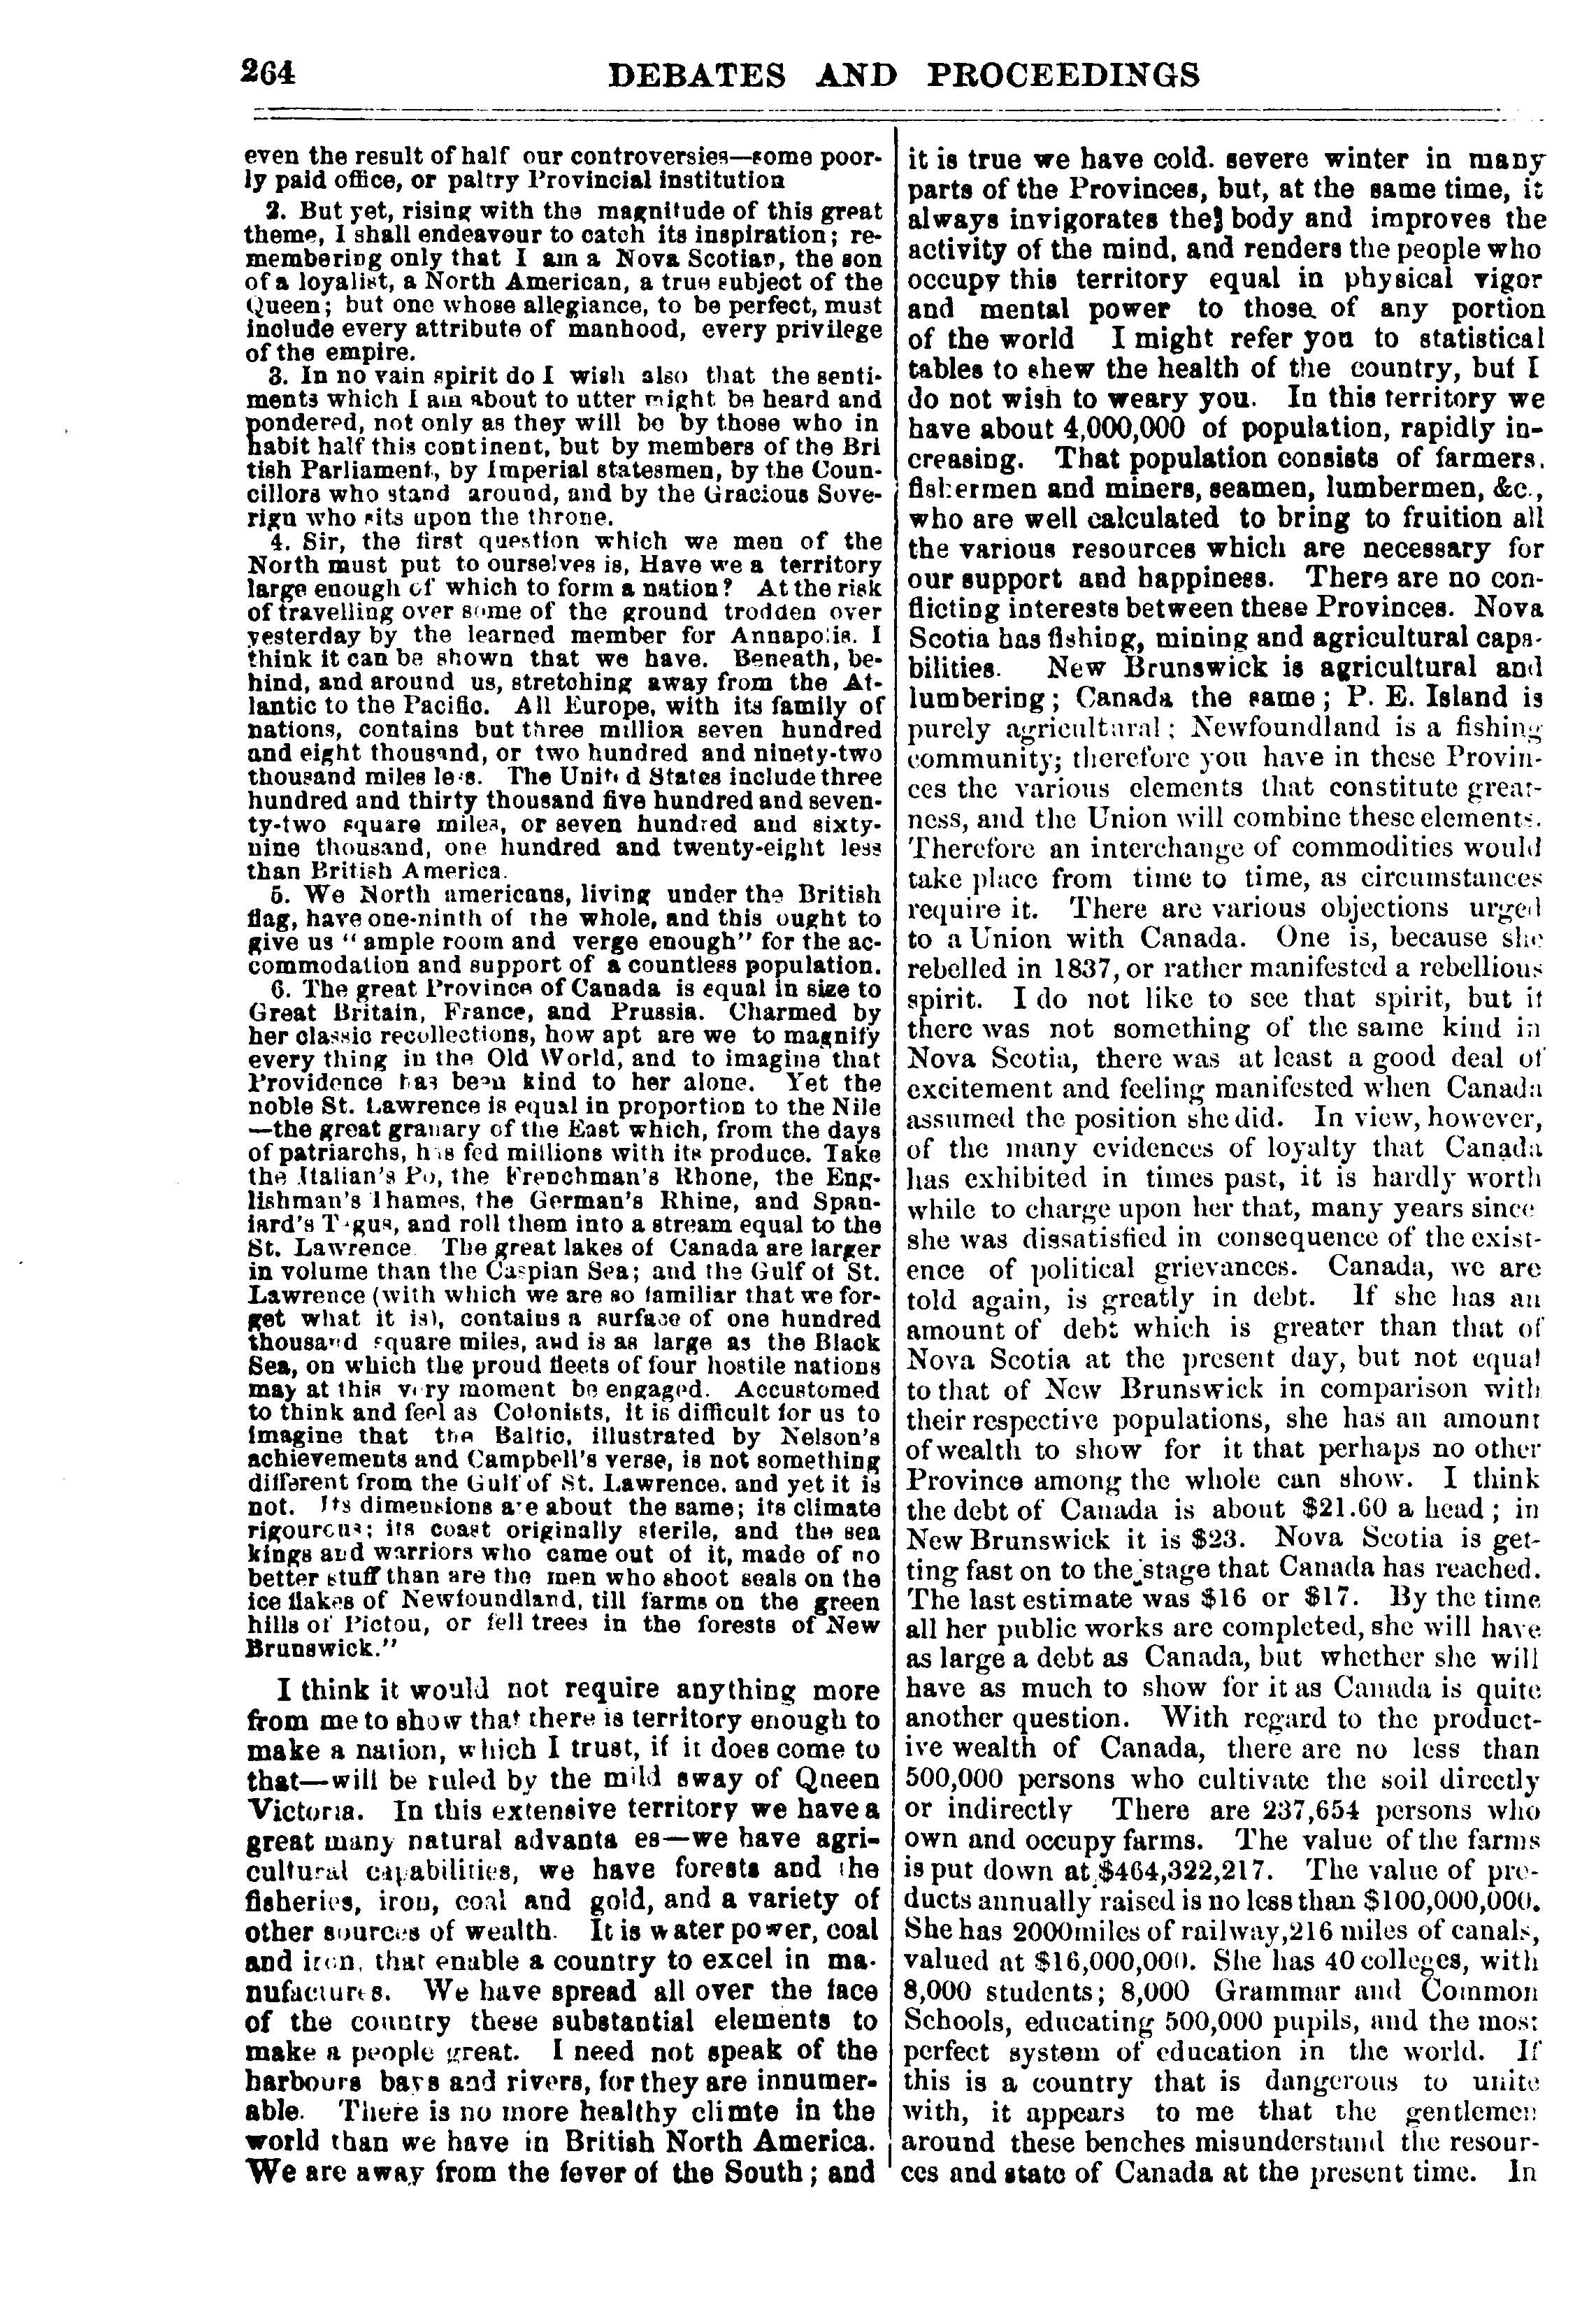 264
DEBATES AND PROCEEDINGS
even the result of half our controversies—some poor-
ly paid office, or paltry Provincial institution
2. But yet, rising with the magnitude of this great
theme, I shall endeavour to catch its inspiration; re-
membering only that I am a Nova Scotian, the son
of a loyalist, a North American, a true subject of the
Queen; but one whose allegiance, to be perfect, must
include every attribute of manhood, every privilege
of the empire.
3. In no vain spirit do I wish also that the senti-
ments which I am about to utter might be heard and
pondered, not only as they will be by those who in
habit half this continent, but by members of the Bri
tish Parliament, by Imperial statesmen, by the Coun-
cillors who stand around, and by the Gracious Sove-
rign who sits upon the throne.
4. Sir, the first question which we men of the
North must put to ourselves is, Have we a territory
large enough of which to form a nation? At the risk
of travelling over some of the ground trodden over
yesterday by the learned member for Annapolis. I
think it can be shown that we have. Beneath, be-
hind, and around us, stretching away from the At-
lantic to the Pacific. All Europe, with its family of
nations, contains but three million seven hundred
and eight thousand, or two hundred and ninety-two
thousand miles less. The United States include three
hundred and thirty thousand five hundred and seven-
ty-two square miles, or seven hundred and sixty-
nine thousand, one hundred and twenty-eight less
than British America.
5. We North americans, living under the British
flag, have one-ninth of the whole, and this ought to
give us "ample room and verge enough" for the ac-
commodation and support of a countless population.
6. The great Province of Canada is equal in size to
Great Britain, France, and Prussia. Charmed by
her classic recollections, how apt are we to magnify
every thing in the Old World, and to imagine that
Providence has been kind to her alone. Yet the
noble St. Lawrence is equal in proportion to the Nile
—the great granary of the East which, from the days
of patriarchs, has fed millions with its produce. Take
the Italian's Po, the Frenchman's Rhone, the Eng-
lishman's Thames, the German's Rhine, and Span-
iard's Tagus, and roll them into a stream equal to the
St. Lawrence. The great lakes of Canada are larger
in volume than the Caspian Sea; and the Gulf of St.
Lawrence (with which we are so familiar that we for-
get what it is), contains a surface of one hundred
thousand square miles, and is as large as the Black
Sea, on which the proud fleets of four hostile nations
may at this very moment be engaged. Accustomed
to think and feel as Colonists, it is difficult for us to
imagine that the Baltic, illustrated by Nelson's
achievements and Campbell's verse, is not something
different from the Gulf of St. Lawrence. and yet it is
not. Its dimensions are about the same; its climate
rigourous; its coast originally sterile, and the sea
kings and warriors who came out of it, made of no
better stuff than are the men who shoot seals on the
ice flakes of Newfoundland, till farms on the green
hills of Pictou, or fell trees in the forests of New
Brunswick."
I think it would not require anything more
from me to show that there is territory enough to
make a nation, which I trust, if it does come to
that—will be ruled by the mild sway of Queen
Victoria. In this extensive territory we have a
great many natural advanta es—we have agri-
cultural capabilities, we have forests and the
fisheries, iron, coal and gold, and a variety of
other sources of wealth. It is water power, coal
and iron, that enable a country to excel in ma-
nufactures. We have spread all over the face
of the country these substantial elements to
make a people great. I need not speak of the
harbours bays and rivers, for they are innumer-
able. There is no more healthy climte in the
world than we have in British North America.
We are away from the fever of the South; and
it is true we have cold. severe winter in many
parts of the Provinces, but, at the same time, it
always invigorates the body and improves the
activity of the mind, and renders the people who
occupy this territory equal in physical vigor
and mental power to those of any portion
of the world I might refer you to statistical
tables to shew the health of the country, but I
do not wish to weary you. In this territory we
have about 4,000,000 of population, rapidly in-
creasing. That population consists of farmers.
fishermen and miners, seamen, lumbermen, &c.,
who are well calculated to bring to fruition all
the various resources which are necessary for
our support and happiness. There are no con-
flicting interests between these Provinces. Nova
Scotia has fishing, mining and agricultural capa-
bilities. New Brunswick is agricultural and
lumbering; Canada the same; P. E. Island is
purely agricultural; Newfoundland is a fishing
community; therefore you have in these Provin-
ces the various elements that constitute great-
ness, and the Union will combine these elements.
Therefore an interchange of commodities would
take place from time to time, as circumstances
require it. There are various objections urged
to a Union with Canada. One is, because she
rebelled in 1837, or rather manifested a rebellious
spirit. I do not like to see that spirit, but if
there was not something of the same kind in
Nova Scotia, there was at least a good deal of
excitement and feeling manifested when Canada
assumed the position she did. In view, however,
of the many evidences of loyalty that Canada
has exhibited in times past, it is hardly worth
while to charge upon her that, many years since
she was dissatisfied in consequence of the exist-
ence of political grievances. Canada, we are
told again, is greatly in debt. If she has an
amount of debt which is greater than that of
Nova Scotia at the present day, but not equal
to that of New Brunswick in comparison with
their respective populations, she has an amount
of wealth to show for it that perhaps no other
Province among the whole can show. I think
the debt of Canada is about $21.60 a head; in
New Brunswick it is $23. Nova Scotia is get-
ting fast on to the stage that Canada has reached.
The last estimate was $16 or $17. By the time
all her public works are completed, she will have
as large a debt as Canada, but whether she will
have as much to show for it as Canada is quite
another question. With regard to the product-
ive wealth of Canada, there are no less than
500,000 persons who cultivate the soil directly
or indirectly There are 237,654 persons who
own and occupy farms. The value of the farms
is put down at $464,322,217. The value of pro-
ducts annually raised is no less than $100,000,000.
She has 2000 miles of railway, 216 miles of canals,
valued at $16,000,000. She has 40 colleges, with
8,000 students; 8,000 Grammar and Common
Schools, educating 500,000 pupils, and the most
perfect system of education in the world. If
this is a country that is dangerous to unite
with, it appears to me that the gentlemen
around these benches misunderstand the resour-
ces and state of Canada at the present time. In